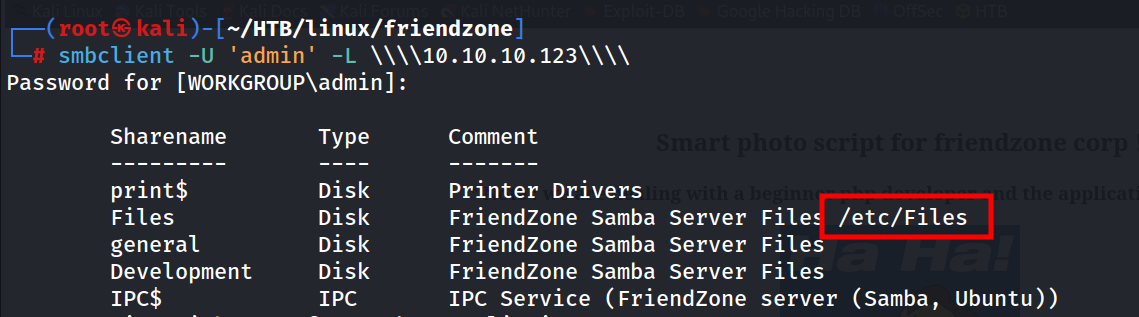 Kali Linux Kali Tools Kali Docs Kali Forums Kali NetHunter Exploit-DB Google Hacking DB OffSec HTB
┌──(root㉿kali)-[~/HTB/linux/friendzone]
└─# smbclient -U 'admin' -L \\\\10.10.10.123\\\\
Password for [WORKGROUP\admin]:
Sharename Type Comment
--------- ---- -------
Smart photo script for friendzone corp
print$ Disk Printer Drivers
with a beginner php developer and the applicati
Files Disk FriendZone Samba Server Files /etc/Files
general Disk FriendZone Samba Server Files
Development Disk FriendZone Samba Server Files
Ha Ha!
IPC$ IPC IPC Service (FriendZone server (Samba, Ubuntu))